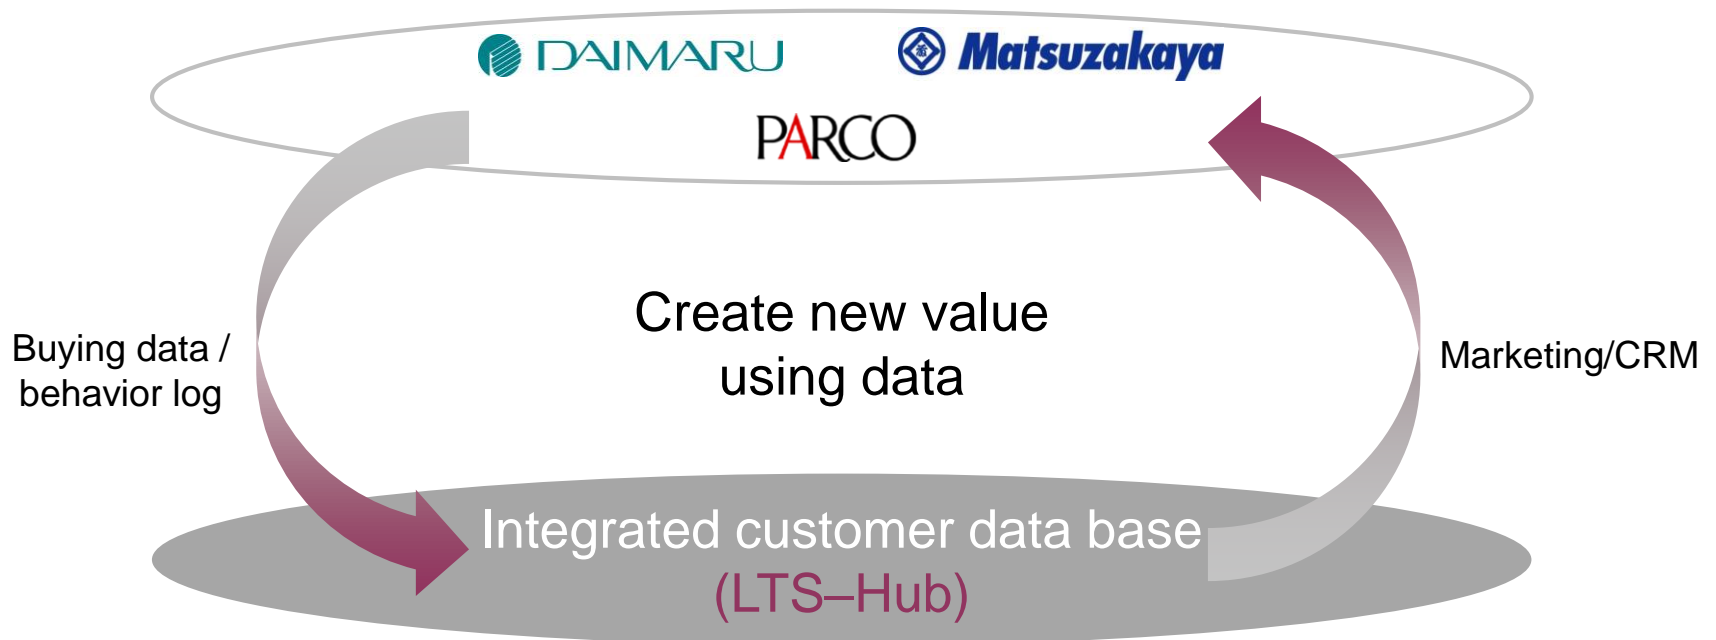 DAIMARU
Matsuzakaya
PARCO
Create new value
using data
Buying data /
behavior log
Marketing/CRM
Integrated customer data base
(LTS–Hub)